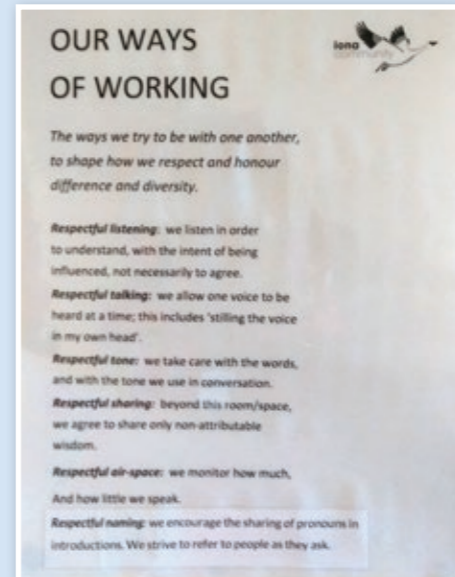 OUR WAYS
OF WORKING
iona
community
The ways we try to be with one another,
to shape how we respect and honour
difference and diversity.
Respectful listening: we listen in order
to understand, with the intent of being
influenced, not necessarily to agree.
Respectful talking: we allow one voice to be
heard at a time; this includes 'stilling the voice
in my own head'.
Respectful tone: we take care with the words,
and with the tone we use in conversation.
Respectful sharing: beyond this room/space,
we agree to share only non-attributable
wisdom.
Respectful air-space: we monitor how much,
And how little we speak.
Respectful naming: we encourage the sharing of pronouns in
introductions. We strive to refer to people as they ask.